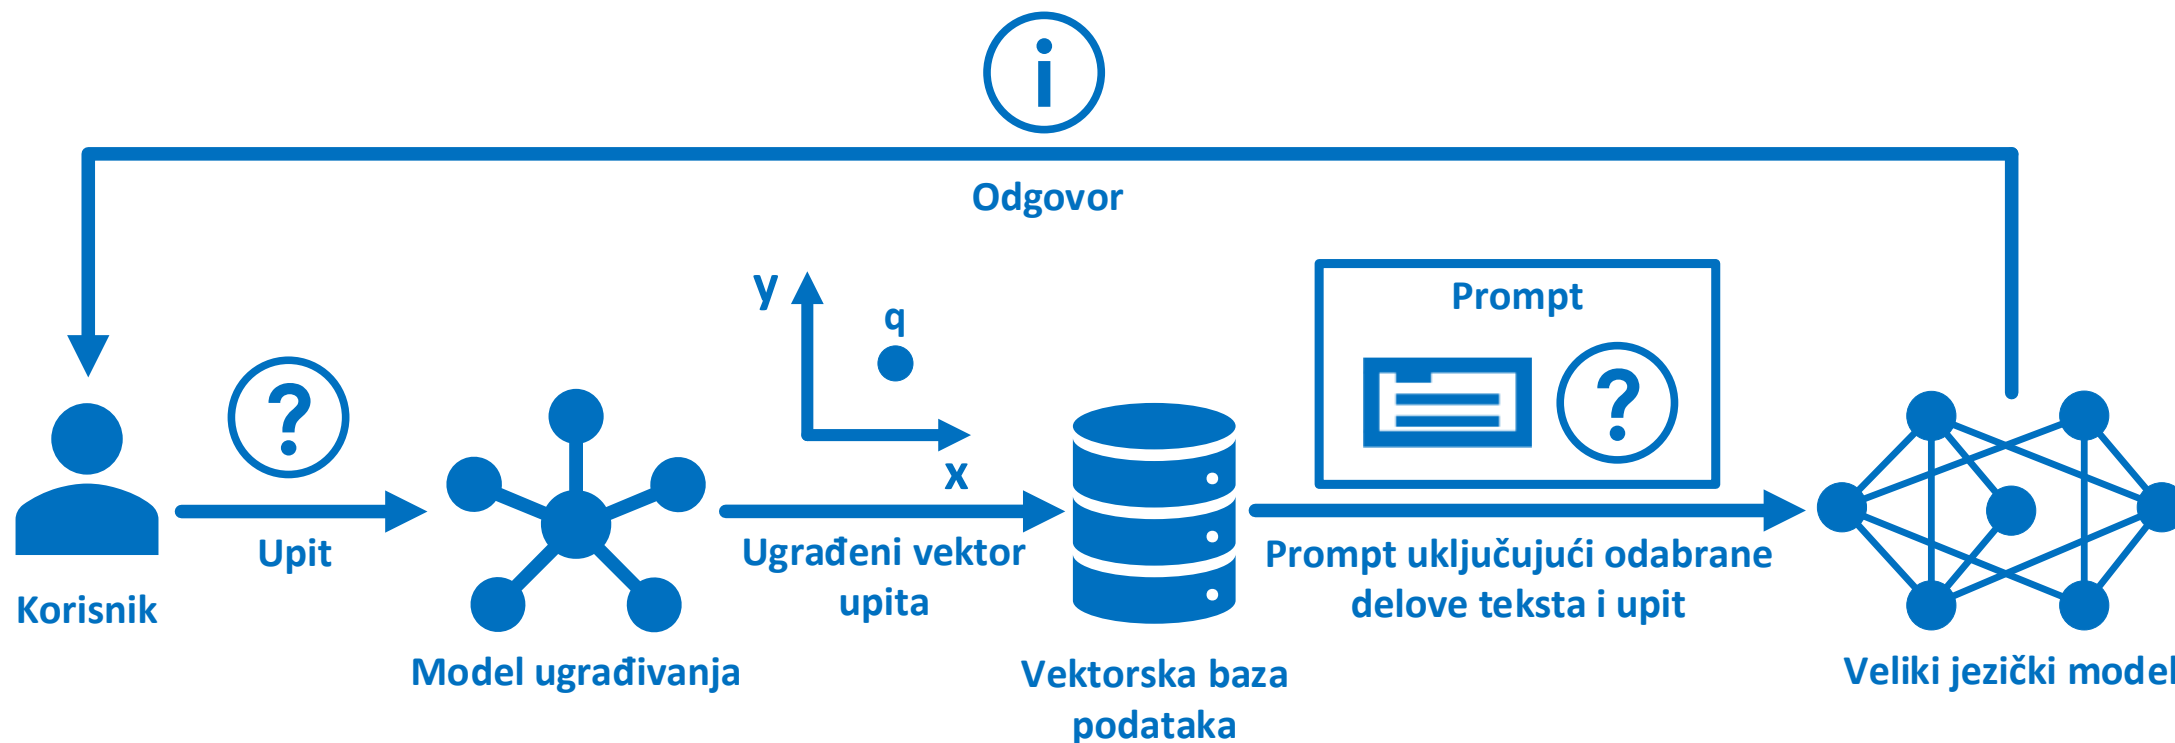 i
Odgovor
y
q
x
Prompt
?
?
Upit
Ugrađeni vektor
upita
Prompt uključujući odabrane
delove teksta i upit
Korisnik
Model ugrađivanja
Vektorska baza
podataka
Veliki jezički model